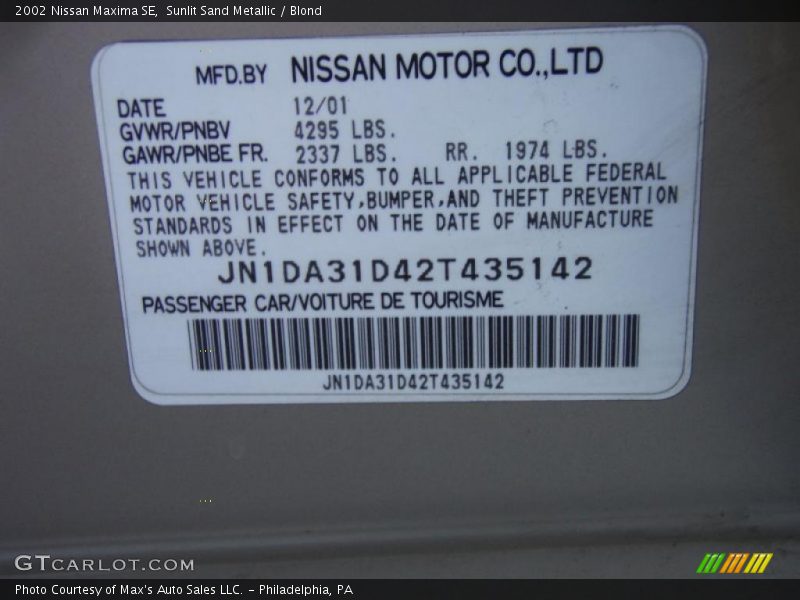 2002 Nissan Maxima SE,  Sunlit Sand Metallic / Blond
MFD.BY NISSAN MOTOR CO.,LTD
DATE 12/01
GVWR/PNBV 4295 LBS.
GAWR/PNBE FR. 2337 LBS. RR. 1974 LBS.
THIS VEHICLE CONFORMS TO ALL APPLICABLE FEDERAL
MOTOR VEHICLE SAFETY,BUMPER,AND THEFT PREVENTION
STANDARDS IN EFFECT ON THE DATE OF MANUFACTURE
SHOWN ABOVE.
JN1DA31D42T435142
PASSENGER CAR/VOITURE DE TOURISME
JN1DA31D42T435142
GTCARLOT.COM
Photo Courtesy of Max's Auto Sales LLC. - Philadelphia, PA